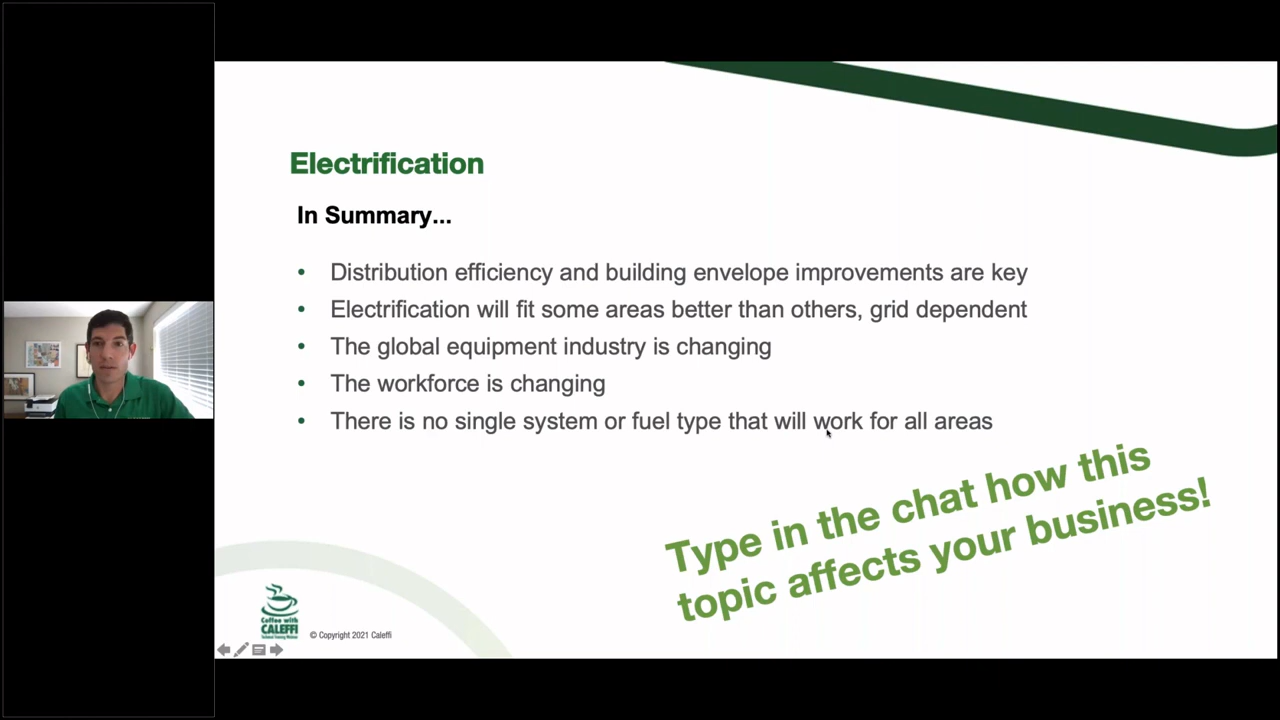 Electrification
In Summary...
• Distribution efficiency and building envelope improvements are key
• Electrification will fit some areas better than others, grid dependent
• The global equipment industry is changing
• The workforce is changing
• There is no single system or fuel type that will work for all areas
Type in the chat how this
topic affects your business!
Coffee with
CALEFFI
© Copyright 2021 Caleffi